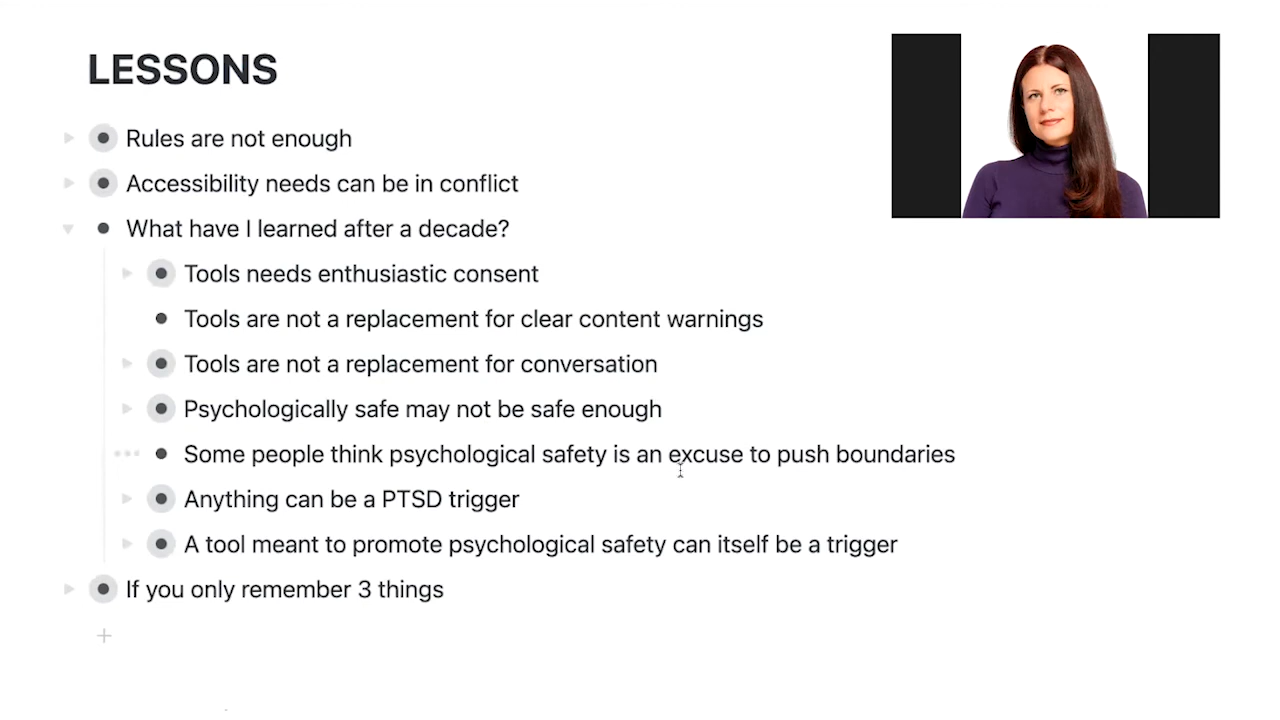 LESSONS
Rules are not enough
Accessibility needs can be in conflict
What have I learned after a decade?
Tools needs enthusiastic consent
Tools are not a replacement for clear content warnings
Tools are not a replacement for conversation
Psychologically safe may not be safe enough
Some people think psychological safety is an excuse to push boundaries
Anything can be a PTSD trigger
A tool meant to promote psychological safety can itself be a trigger
If you only remember 3 things